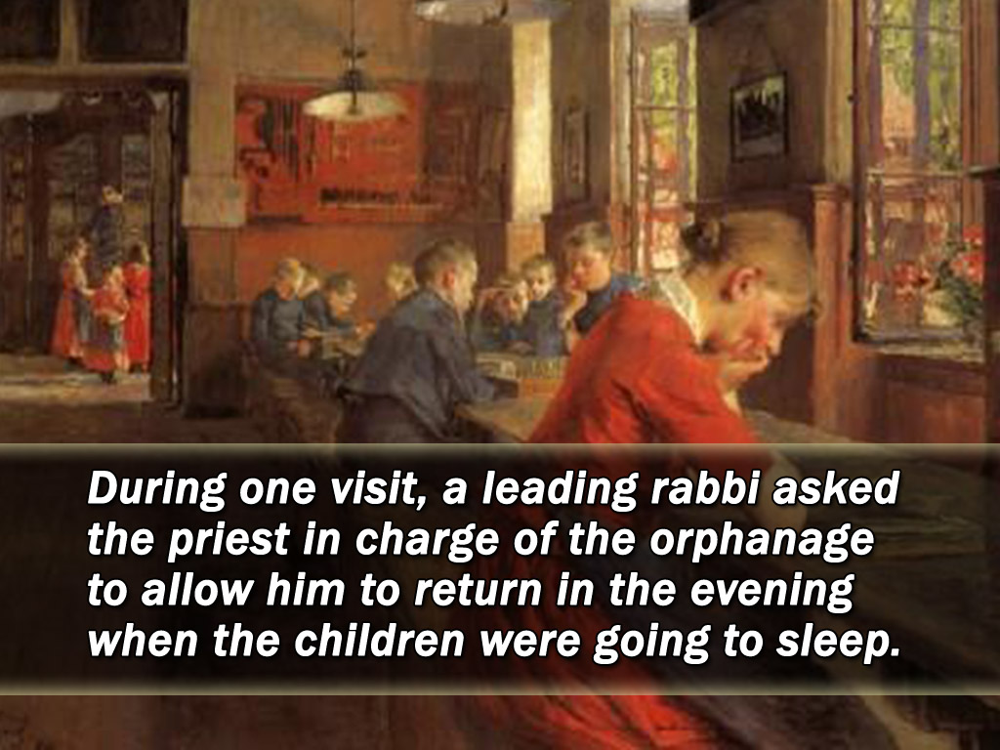 During one visit, a leading rabbi asked
the priest in charge of the orphanage
to allow him to return in the evening
when the children were going to sleep.